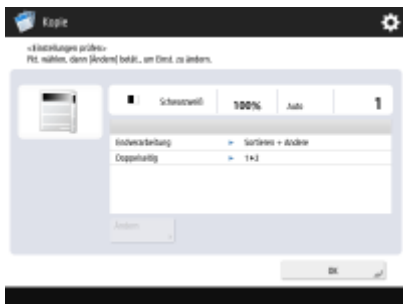 Kopie
<Einstellungen prüfen>
Pkt. wählen, dann [Ändern] betät., um Einst. zu ändern.
Schwarzweiß 100% Auto 1
Endverarbeitung ► Sortieren + Andere
Doppelseitig ► 1►2
Ändern
OK